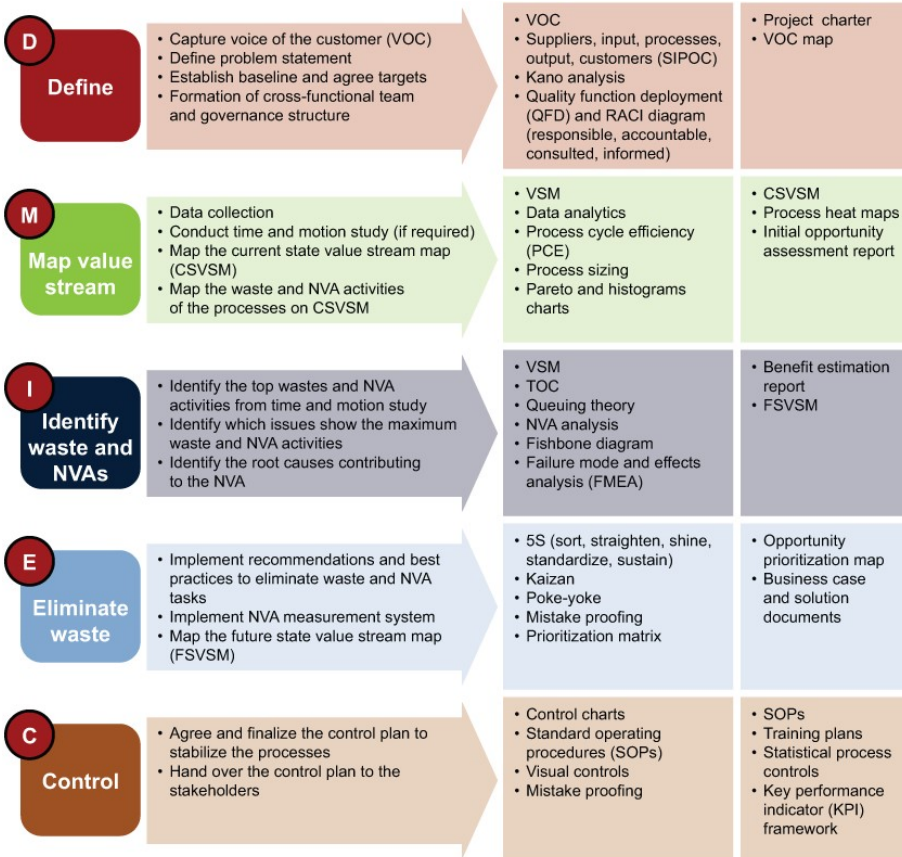 D
Define
• Capture voice of the customer (VOC)
• Define problem statement
• Establish baseline and agree targets
• Formation of cross-functional team
and governance structure
• VOC
• Suppliers, input, processes,
output, customers (SIPOC)
• Kano analysis
• Quality function deployment
(QFD) and RACI diagram
(responsible, accountable,
consulted, informed)
• Project charter
• VOC map
M
Map value
stream
• Data collection
• Conduct time and motion study (if required)
• Map the current state value stream map
(CSVSM)
• Map the waste and NVA activities
of the processes on CSVSM
• VSM
• Data analytics
• Process cycle efficiency
(PCE)
• Process sizing
• Pareto and histograms
charts
• CSVSM
• Process heat maps
• Initial opportunity
assessment report
I
Identify
waste and
NVAs
• Identify the top wastes and NVA
activities from time and motion study
• Identify which issues show the maximum
waste and NVA activities
• Identify the root causes contributing
to the NVA
• VSM
• TOC
• Queuing theory
• NVA analysis
• Fishbone diagram
• Failure mode and effects
analysis (FMEA)
• Benefit estimation
report
• FSVSM
E
Eliminate
waste
• Implement recommendations and best
practices to eliminate waste and NVA
tasks
• Implement NVA measurement system
• Map the future state value stream map
(FSVSM)
• 5S (sort, straighten, shine,
standardize, sustain)
• Kaizan
• Poke-yoke
• Mistake proofing
• Prioritization matrix
• Opportunity
prioritization map
• Business case
and solution
documents
C
Control
• Agree and finalize the control plan to
stabilize the processes
• Hand over the control plan to the
stakeholders
• Control charts
• Standard operating
procedures (SOPs)
• Visual controls
• Mistake proofing
• SOPs
• Training plans
• Statistical process
controls
• Key performance
indicator (KPI)
framework